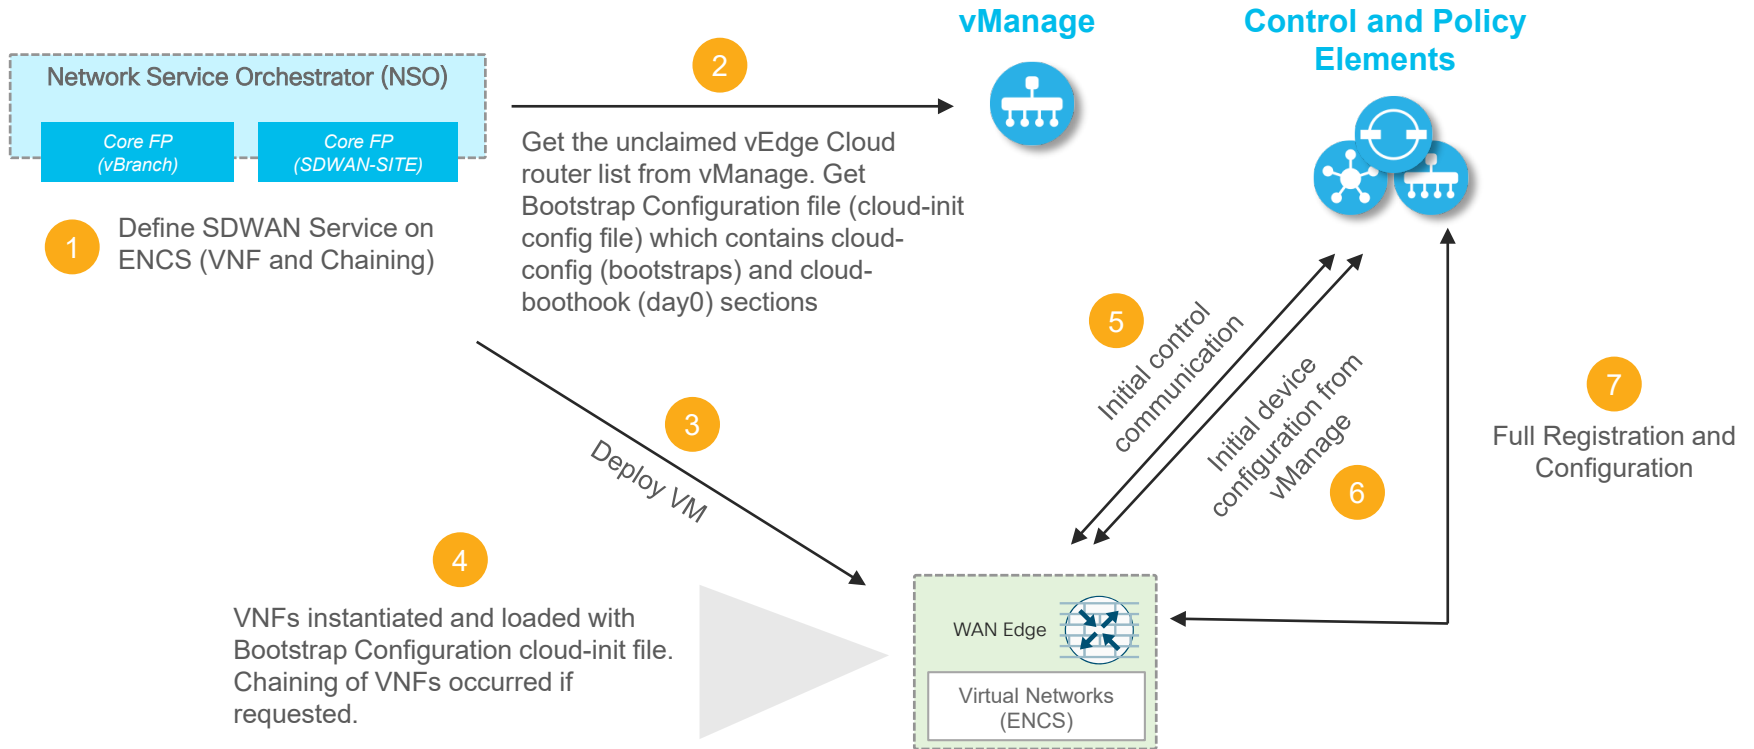 vManage
Control and Policy
Elements
Network Service Orchestrator (NSO)
Core FP
(vBranch)
Core FP
(SDWAN-SITE)
1
Define SDWAN Service on
ENCS (VNF and Chaining)
2
Get the unclaimed vEdge Cloud
router list from vManage. Get
Bootstrap Configuration file (cloud-init
config file) which contains cloud-
config (bootstraps) and cloud-
boothook (day0) sections
3
Deploy VM
4
VNFs instantiated and loaded with
Bootstrap Configuration cloud-init file.
Chaining of VNFs occurred if
requested.
5
Initial control
communication
Initial device
configuration from
vManage
6
7
Full Registration and
Configuration
WAN Edge
Virtual Networks
(ENCS)